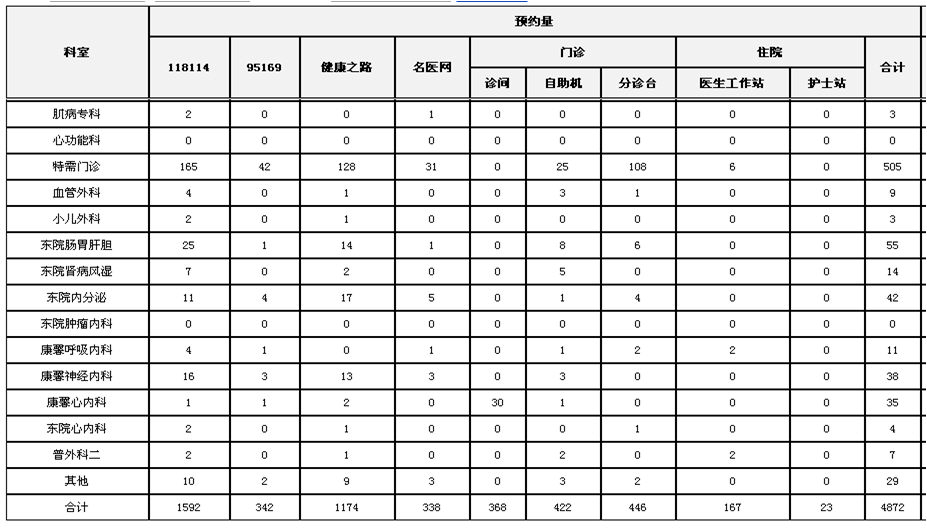 科室 预约量
118114 95169 健康之路 名医网 门诊 住院 合计
诊间 自助机 分诊台 医生工作站 护士站
肌病专科 2 0 0 1 0 0 0 0 0 3
心功能科 0 0 0 0 0 0 0 0 0 0
特需门诊 165 42 128 31 0 25 108 6 0 505
血管外科 4 0 1 0 0 3 1 0 0 9
小儿外科 2 0 1 0 0 0 0 0 0 3
东院肠胃肝胆 25 1 14 1 0 8 6 0 0 55
东院肾病风湿 7 0 2 0 0 5 0 0 0 14
东院内分泌 11 4 17 5 0 1 4 0 0 42
东院肿瘤内科 0 0 0 0 0 0 0 0 0 0
康馨呼吸内科 4 1 0 1 0 1 2 2 0 11
康馨神经内科 16 3 13 3 0 3 0 0 0 38
康馨心内科 1 1 2 0 30 1 0 0 0 35
东院心内科 2 0 1 0 0 0 1 0 0 4
普外科二 2 0 1 0 0 2 0 2 0 7
其他 10 2 9 3 0 3 2 0 0 29
合计 1592 342 1174 338 368 422 446 167 23 4872